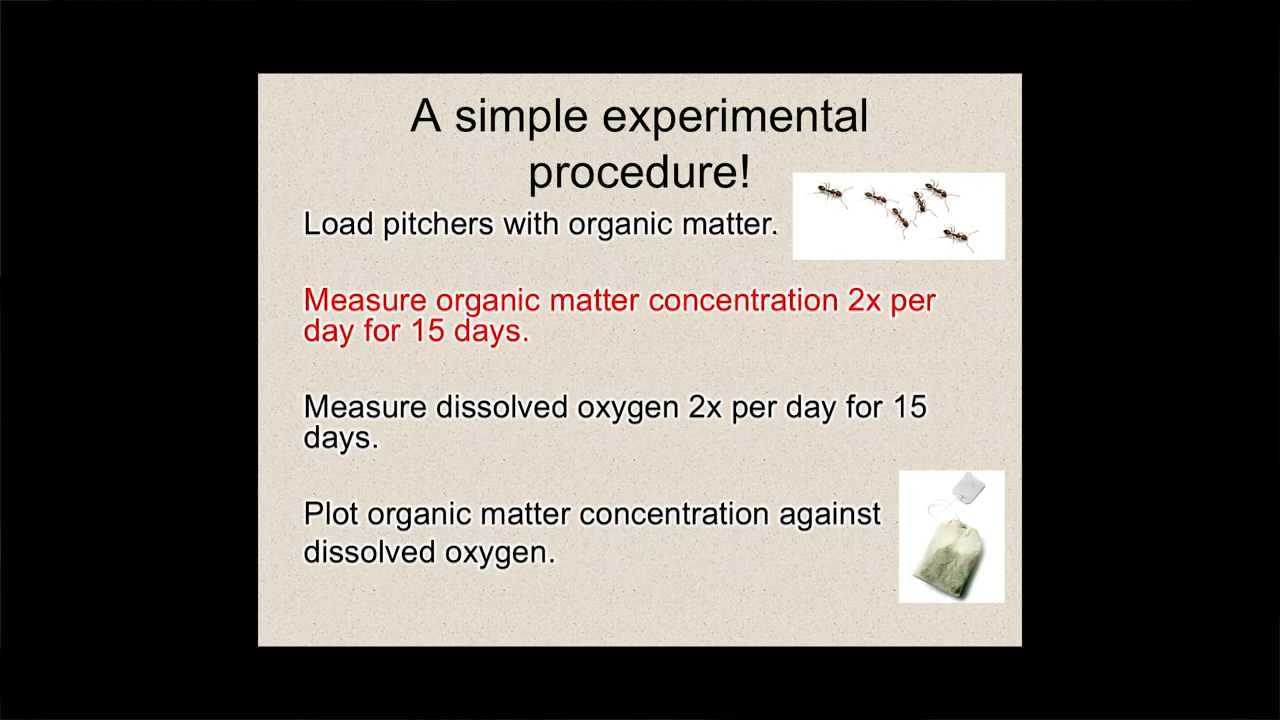 A simple experimental
procedure!
Load pitchers with organic matter.
Measure organic matter concentration 2x per
day for 15 days.
Measure dissolved oxygen 2x per day for 15
days.
Plot organic matter concentration against
dissolved oxygen.